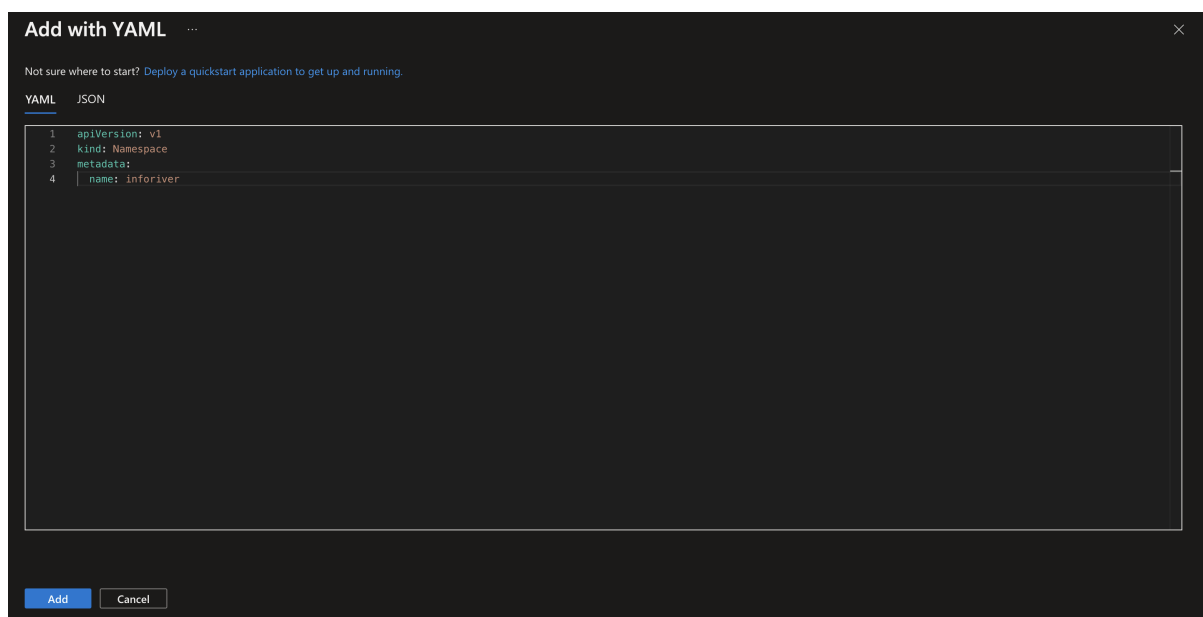 Add with YAML ...
Not sure where to start? Deploy a quickstart application to get up and running.
YAML JSON
1 apiVersion: v1
2 kind: Namespace
3 metadata:
4 name: inforiver
Add Cancel